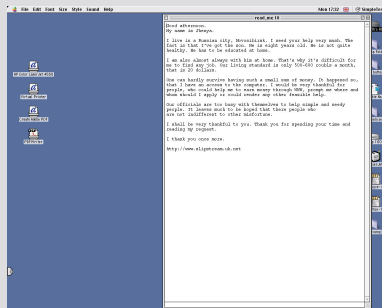 File Edit Font Size Style Sound Help
Mon 17:32
SimpleText
read_me 10
Good afternoon.
My name is Zhenya.
I live in a Russian city, Novosibirsk. I need your help very much. The
fact is that I've got the son. He is eight years old. He is not quite
healthy. He has to be educated at home.
I am also almost always with him at home. That's why it's difficult for
me to find any job. Our living standard is only 500-600 rouble a month,
that is 20 dollars.
One can hardly survive having such a small sum of money. It happened so,
that I have an access to the computer. I would be very thankful for
people, who could help me to earn money through WWW, prompt me where and
whom should I apply or could render any other feasible help.
Our officials are too busy with themselves to help simple and needy
people. It leaves much to be hoped that there people who
are not indifferent to other misfortune.
I shall be very thankful to you. Thank you for spending your time and
reading my request.
I thank you once more.
http://www.slipstream.uk.net